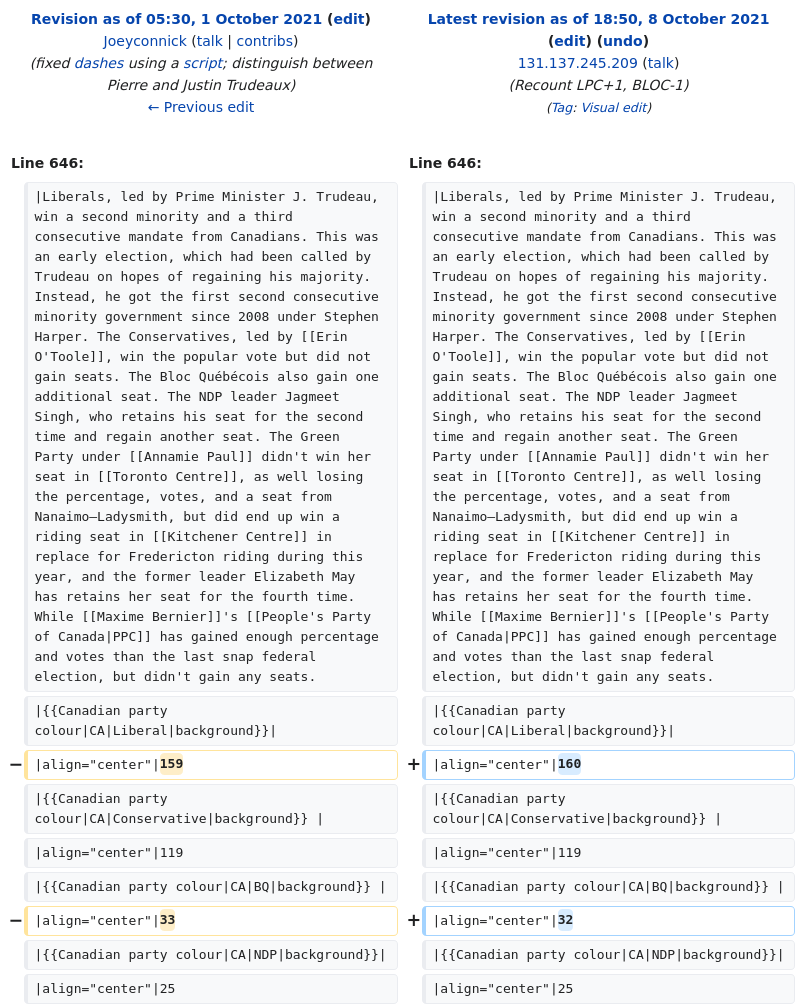 Revision as of 05:30, 1 October 2021 (edit)
Joeyconnick (talk | contribs)
(fixed dashes using a script; distinguish between
Pierre and Justin Trudeaux)
← Previous edit
Latest revision as of 18:50, 8 October 2021
(edit) (undo)
131.137.245.209 (talk)
(Recount LPC+1, BLOC-1)
(Tag: Visual edit)
Line 646:
Line 646:
|Liberals, led by Prime Minister J. Trudeau,
win a second minority and a third
consecutive mandate from Canadians. This was
an early election, which had been called by
Trudeau on hopes of regaining his majority.
Instead, he got the first second consecutive
minority government since 2008 under Stephen
Harper. The Conservatives, led by [[Erin
O'Toole]], win the popular vote but did not
gain seats. The Bloc Québécois also gain one
additional seat. The NDP leader Jagmeet
Singh, who retains his seat for the second
time and regain another seat. The Green
Party under [[Annamie Paul]] didn't win her
seat in [[Toronto Centre]], as well losing
the percentage, votes, and a seat from
Nanaimo—Ladysmith, but did end up win a
riding seat in [[Kitchener Centre]] in
replace for Fredericton riding during this
year, and the former leader Elizabeth May
has retains her seat for the fourth time.
While [[Maxime Bernier]]'s [[People's Party
of Canada|PPC]] has gained enough percentage
and votes than the last snap federal
election, but didn't gain any seats.
|Liberals, led by Prime Minister J. Trudeau,
win a second minority and a third
consecutive mandate from Canadians. This was
an early election, which had been called by
Trudeau on hopes of regaining his majority.
Instead, he got the first second consecutive
minority government since 2008 under Stephen
Harper. The Conservatives, led by [[Erin
O'Toole]], win the popular vote but did not
gain seats. The Bloc Québécois also gain one
additional seat. The NDP leader Jagmeet
Singh, who retains his seat for the second
time and regain another seat. The Green
Party under [[Annamie Paul]] didn't win her
seat in [[Toronto Centre]], as well losing
the percentage, votes, and a seat from
Nanaimo—Ladysmith, but did end up win a
riding seat in [[Kitchener Centre]] in
replace for Fredericton riding during this
year, and the former leader Elizabeth May
has retains her seat for the fourth time.
While [[Maxime Bernier]]'s [[People's Party
of Canada|PPC]] has gained enough percentage
and votes than the last snap federal
election, but didn't gain any seats.
|{{Canadian party
colour|CA|Liberal|background}}|
|{{Canadian party
colour|CA|Liberal|background}}|
− |align="center"|159
+ |align="center"|160
|{{Canadian party
colour|CA|Conservative|background}} |
|{{Canadian party
colour|CA|Conservative|background}} |
|align="center"|119
|align="center"|119
|{{Canadian party colour|CA|BQ|background}} |
|{{Canadian party colour|CA|BQ|background}} |
− |align="center"|33
+ |align="center"|32
|{{Canadian party colour|CA|NDP|background}}|
|{{Canadian party colour|CA|NDP|background}}|
|align="center"|25
|align="center"|25